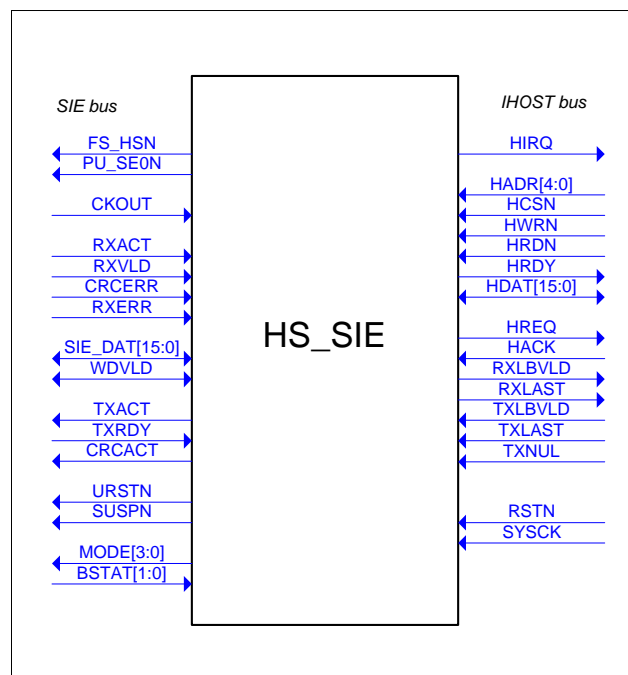 SIE bus
IHOST bus
FS_HSN
PU_SE0N
CKOUT
RXACT
RXVLD
CRCERR
RXERR
SIE_DAT[15:0]
WDVLD
TXACT
TXRDY
CRCACT
URSTN
SUSPN
MODE[3:0]
BSTAT[1:0]
HS_SIE
HIRQ
HADR[4:0]
HCSN
HWRN
HRDN
HRDY
HDAT[15:0]
HREQ
HACK
RXLBVLD
RXLAST
TXLBVLD
TXLAST
TXNUL
RSTN
SYSCK